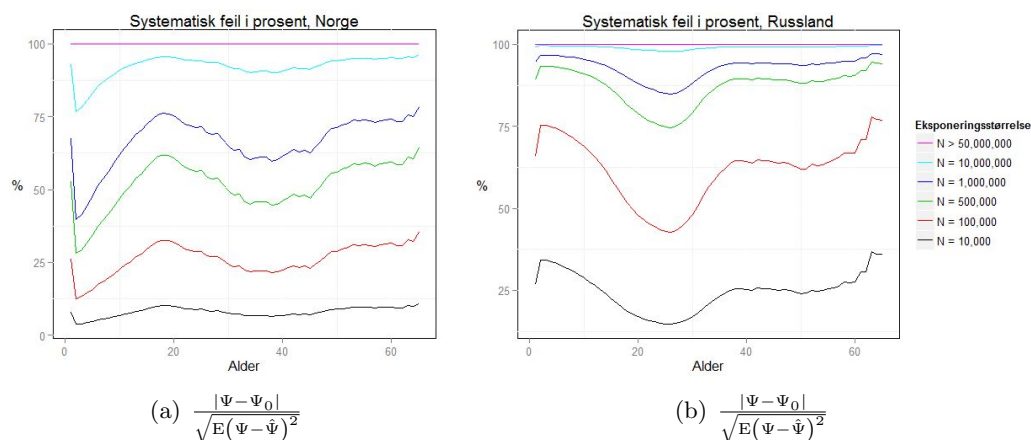 Systematisk feil i prosent, Norge
100
75
%
50
25
0
0 20 40 60
Alder
(a) |Ψ−Ψ₀| / √E(Ψ−Ψ̂)²
Systematisk feil i prosent, Russland
100
75
%
50
25
0 20 40 60
Alder
(b) |Ψ−Ψ₀| / √E(Ψ−Ψ̂)²
Eksponeringsstørrelse
N > 50,000,000
N = 10,000,000
N = 1,000,000
N = 500,000
N = 100,000
N = 10,000